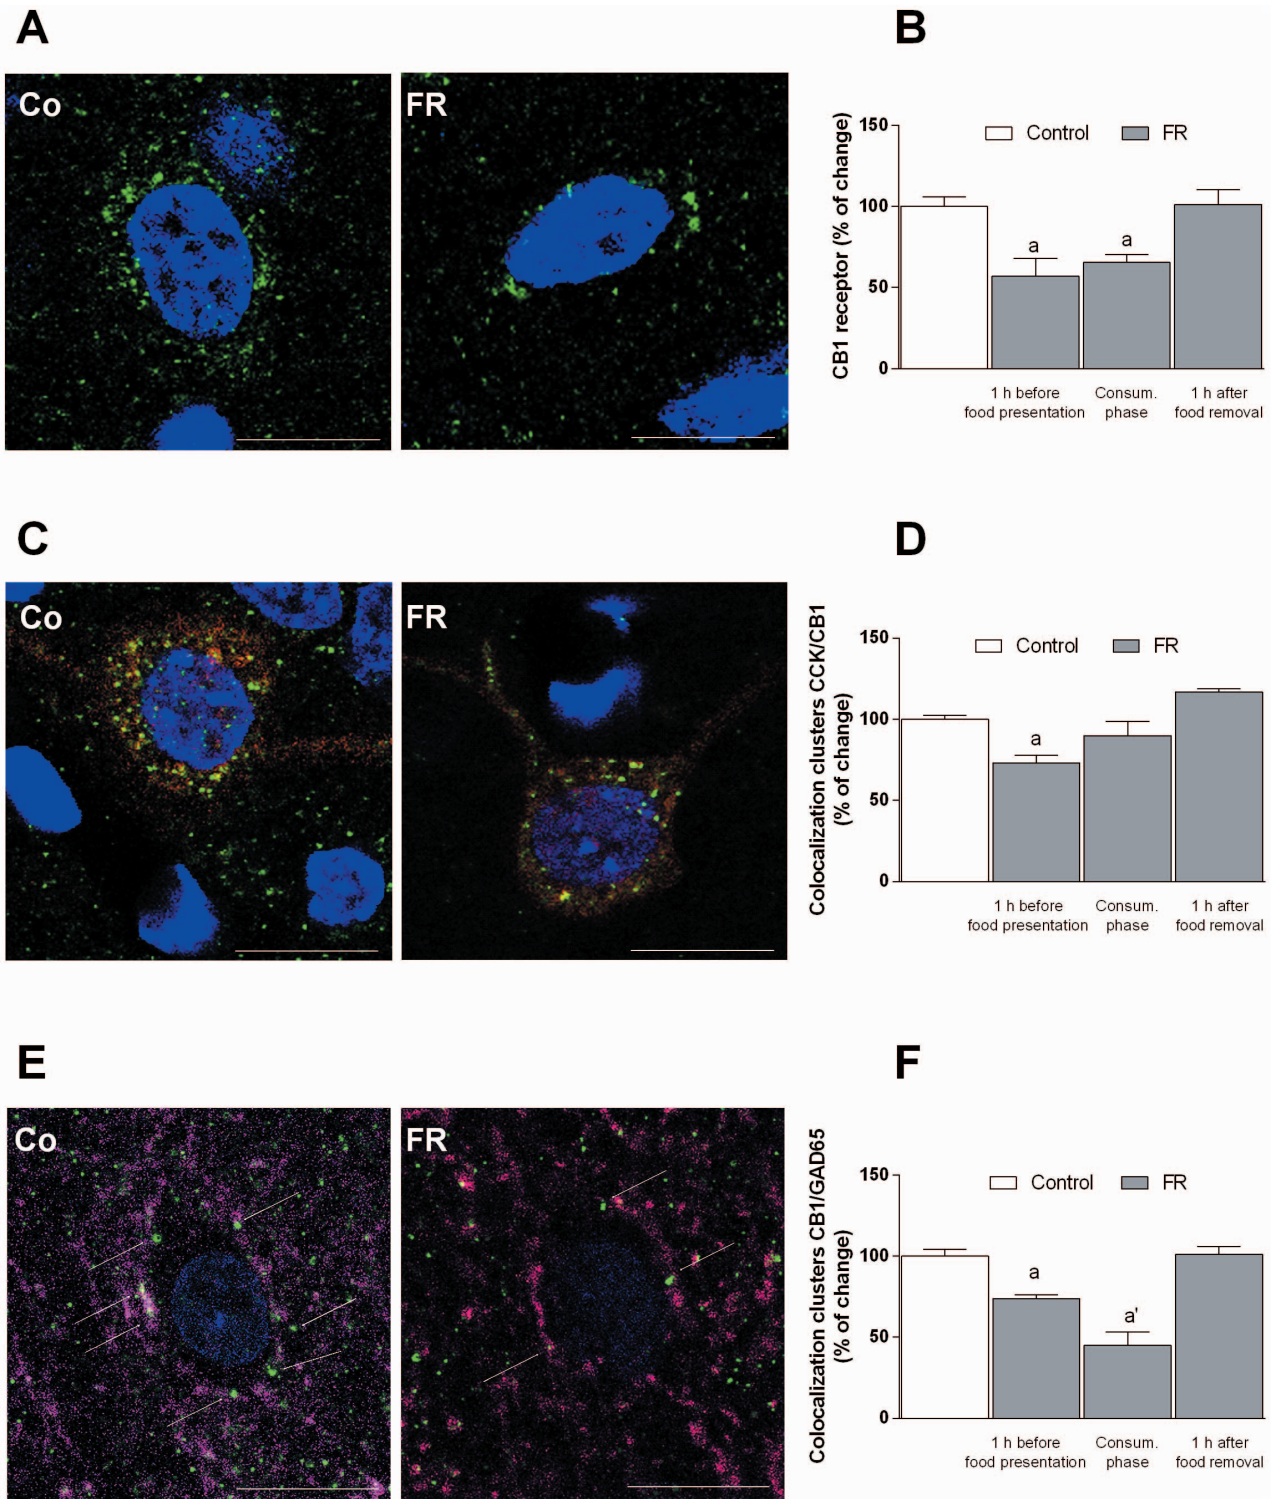 A
B
Co
FR
CB1 receptor (% of change)
150
100
50
0
Control
FR
a
a
1 h before
food presentation
Consum.
phase
1 h after
food removal
C
D
Co
FR
Colocalization clusters CCK/CB1
(% of change)
150
100
50
0
Control
FR
a
1 h before
food presentation
Consum.
phase
1 h after
food removal
E
F
Co
FR
Colocalization clusters CB1/GAD65
(% of change)
150
100
50
0
Control
FR
a
a'
1 h before
food presentation
Consum.
phase
1 h after
food removal